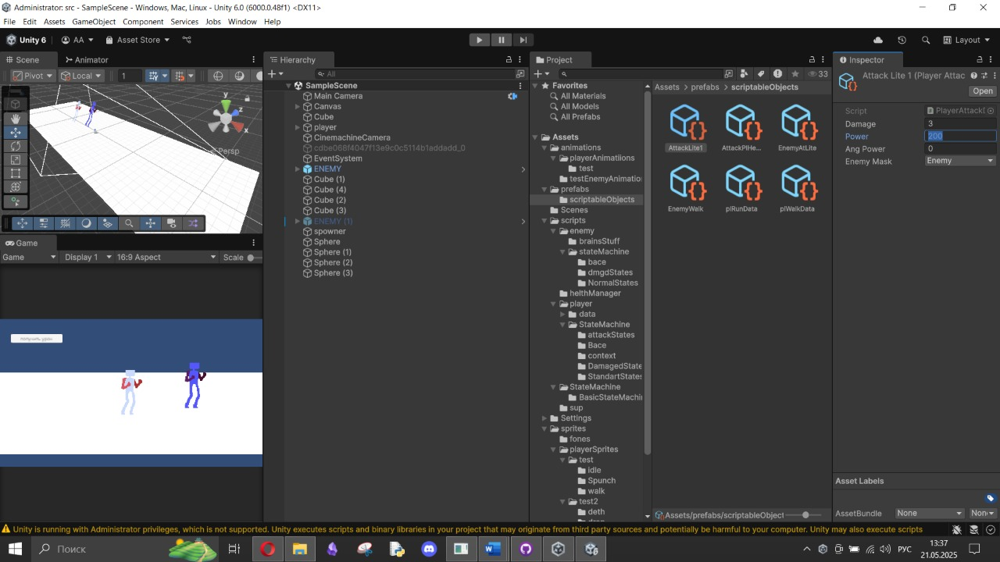 Administrator: src - SampleScene - Windows, Mac, Linux - Unity 6.0 (6000.0.48f1) <DX11>
File Edit Assets GameObject Component Services Jobs Window Help
Unity 6 AA Asset Store Layout
Scene Animator
Pivot Local 1
y
x
z
Persp
Game
Game Display 1 16:9 Aspect Scale
Hierarchy
All
SampleScene
Main Camera
Canvas
Cube
player
CinemachineCamera
cdbe068f4047f13e9c0c5114b1addadd_0
EventSystem
ENEMY
Cube (1)
Cube (4)
Cube (2)
Cube (3)
ENEMY (1)
spowner
Sphere
Sphere (1)
Sphere (2)
Sphere (3)
Project
33
Favorites
All Materials
All Models
All Prefabs
Assets
animations
playerAnimatiions
test
testEnemyAnimatio
prefabs
scriptableObjects
Scenes
scripts
enemy
brainsStuff
stateMachine
bace
dmgdStates
NormalStates
helthManager
player
data
StateMachine
attackStates
Bace
context
DamagedState
StandartStates
StateMachine
BasicStateMachi
sup
Settings
sprites
fones
playerSprites
test
idle
Spunch
walk
test2
deth
Assets > prefabs > scriptableObjects
AttackLite1 AttackPlHe... EnemyAtLite
EnemyWalk plRunData plWalkData
Assets/prefabs/scriptableObject
Inspector
Attack Lite 1 (Player Attac
Open
Script PlayerAttackD
Damage 3
Power 200
Ang Power 0
Enemy Mask Enemy
Asset Labels
AssetBundle None Non
Unity is running with Administrator privileges, which is not supported. Unity executes scripts and binary libraries in your project that may originate from third party sources and potentially be harmful to your computer. Unity may also execute scripts
Поиск
РУС
13:37
21.05.2025